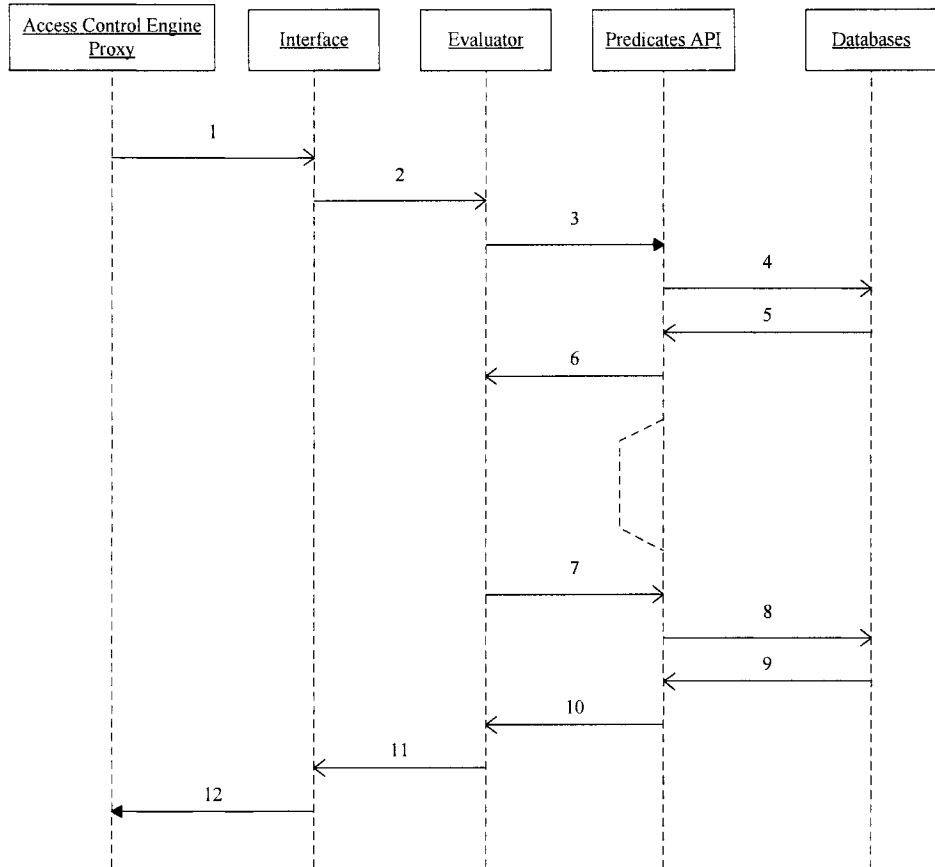 Access Control Engine
Proxy
Interface
Evaluator
Predicates API
Databases
1
2
3
4
5
6
7
8
9
10
11
12